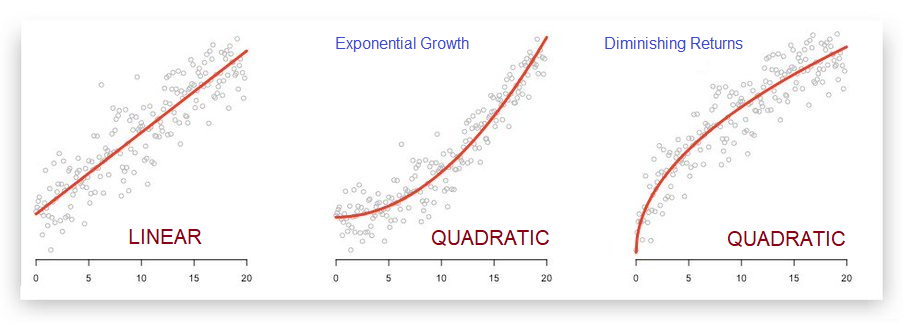 Exponential Growth
Diminishing Returns
LINEAR
QUADRATIC
QUADRATIC
0 5 10 15 20
0 5 10 15 20
0 5 10 15 20